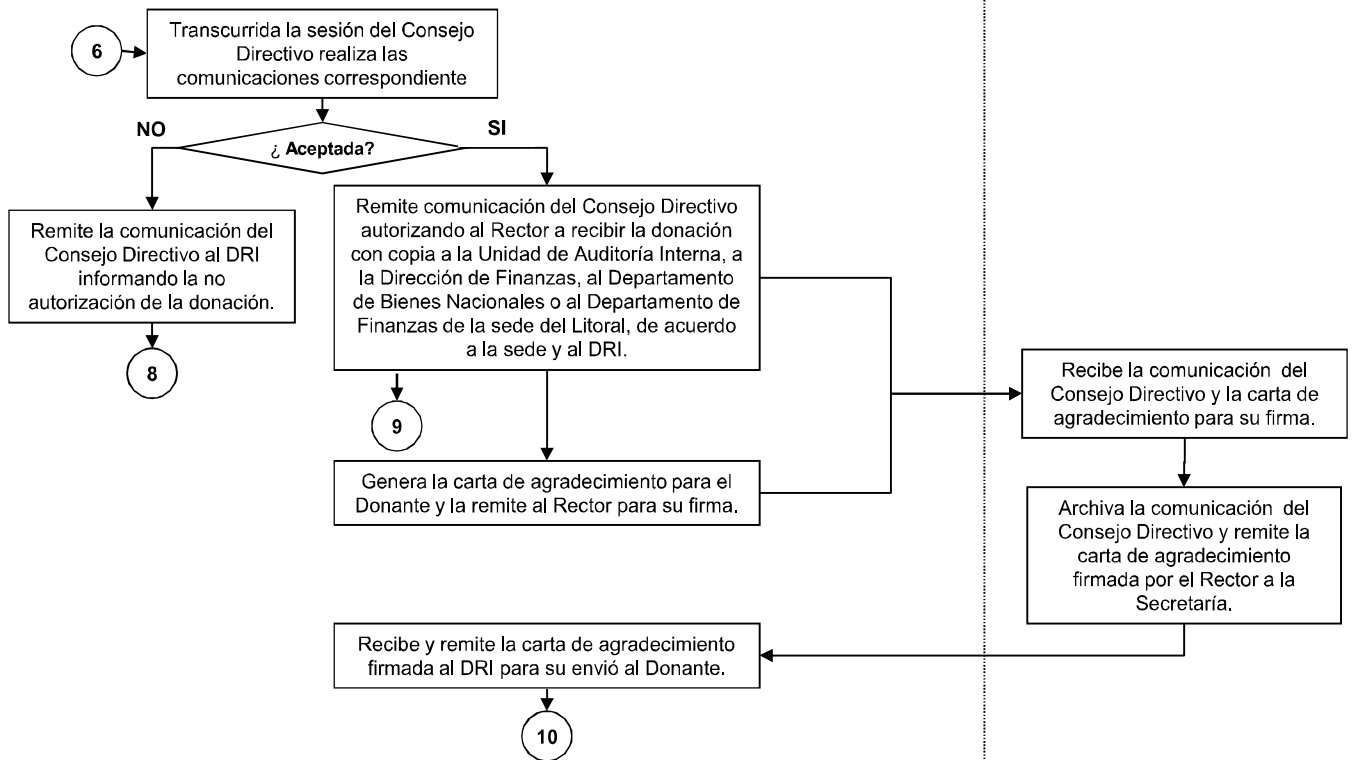 6
Transcurrida la sesión del Consejo
Directivo realiza las
comunicaciones correspondiente
NO
SI
¿ Aceptada?
Remite la comunicación del
Consejo Directivo al DRI
informando la no
autorización de la donación.
8
Remite comunicación del Consejo Directivo
autorizando al Rector a recibir la donación
con copia a la Unidad de Auditoría Interna, a
la Dirección de Finanzas, al Departamento
de Bienes Nacionales o al Departamento de
Finanzas de la sede del Litoral, de acuerdo
a la sede y al DRI.
9
Genera la carta de agradecimiento para el
Donante y la remite al Rector para su firma.
Recibe la comunicación del
Consejo Directivo y la carta de
agradecimiento para su firma.
Archiva la comunicación del
Consejo Directivo y remite la
carta de agradecimiento
firmada por el Rector a la
Secretaría.
Recibe y remite la carta de agradecimiento
firmada al DRI para su envió al Donante.
10